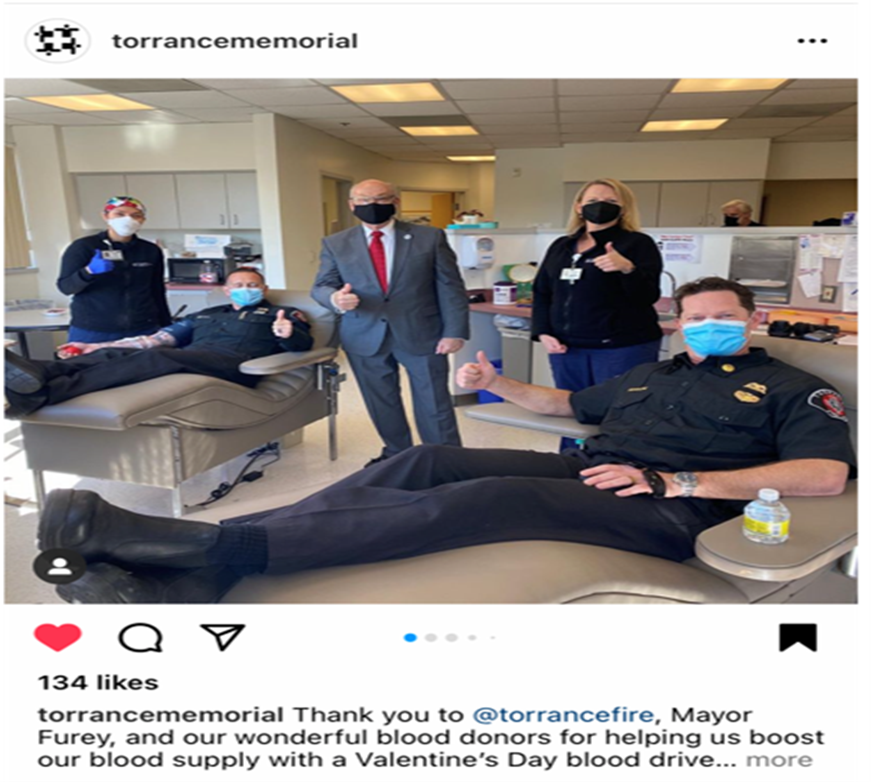 torrancememorial
134 likes
torrancememorial Thank you to @torrancefire, Mayor
Furey, and our wonderful blood donors for helping us boost
our blood supply with a Valentine's Day blood drive... more